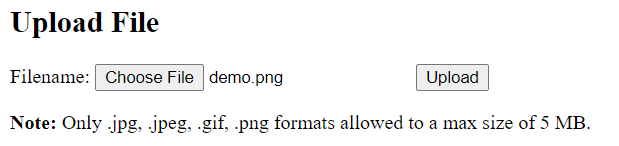 Upload File
Filename: Choose File demo.png Upload
Note: Only .jpg, .jpeg, .gif, .png formats allowed to a max size of 5 MB.